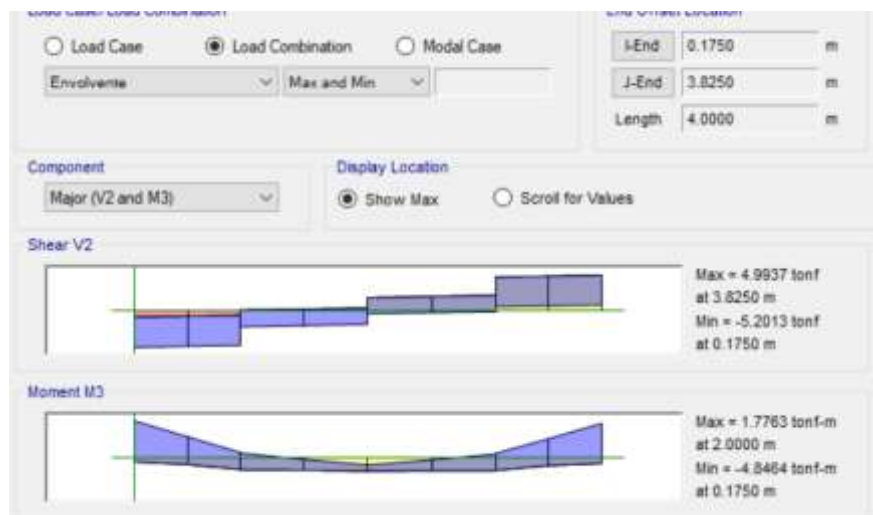 Load Case/Load Combination
End Offset Location
Load Case
Load Combination
Modal Case
Envolvente
Max and Min
I-End 0.1750 m
J-End 3.8250 m
Length 4.0000 m
Component
Major (V2 and M3)
Display Location
Show Max
Scroll for Values
Shear V2
Max = 4.9937 tonf
at 3.8250 m
Min = -5.2013 tonf
at 0.1750 m
Moment M3
Max = 1.7763 tonf-m
at 2.0000 m
Min = -4.8464 tonf-m
at 0.1750 m